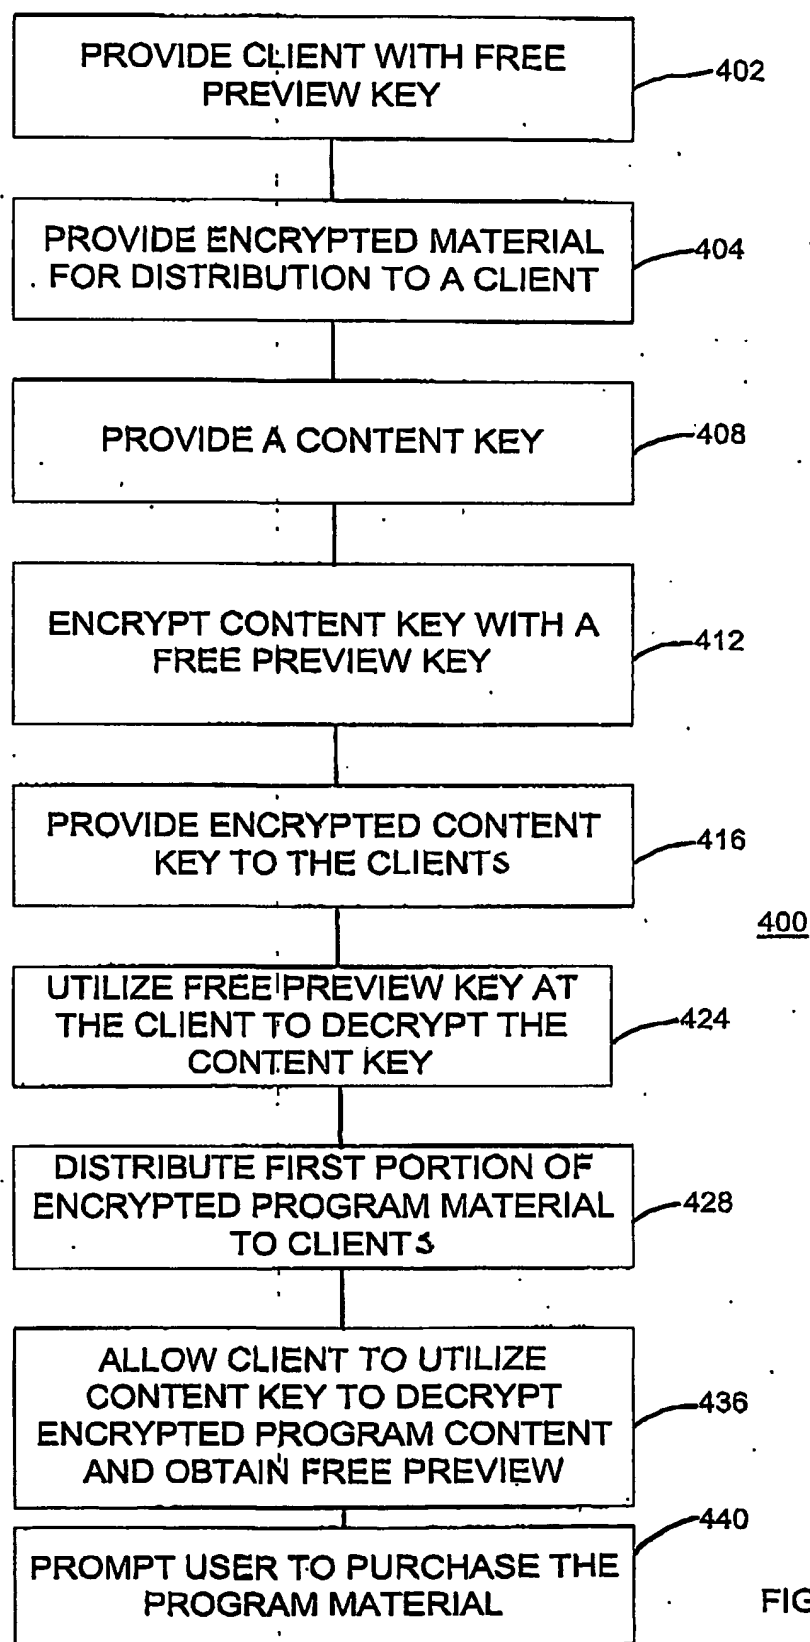 PROVIDE CLIENT WITH FREE
PREVIEW KEY
402
PROVIDE ENCRYPTED MATERIAL
FOR DISTRIBUTION TO A CLIENT
404
PROVIDE A CONTENT KEY
408
ENCRYPT CONTENT KEY WITH A
FREE PREVIEW KEY
412
PROVIDE ENCRYPTED CONTENT
KEY TO THE CLIENTS
416
400
UTILIZE FREE PREVIEW KEY AT
THE CLIENT TO DECRYPT THE
CONTENT KEY
424
DISTRIBUTE FIRST PORTION OF
ENCRYPTED PROGRAM MATERIAL
TO CLIENTS
428
ALLOW CLIENT TO UTILIZE
CONTENT KEY TO DECRYPT
ENCRYPTED PROGRAM CONTENT
AND OBTAIN FREE PREVIEW
436
440
PROMPT USER TO PURCHASE THE
PROGRAM MATERIAL
FIG